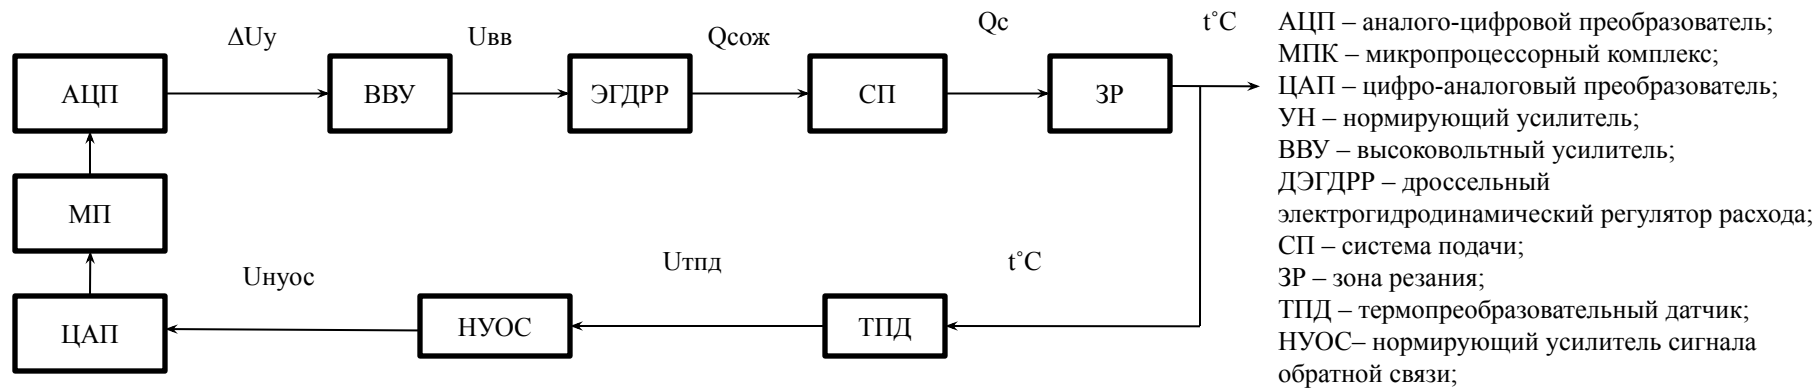 ΔUу
Uвв
Qсож
Qс
t˚C
АЦП
ВВУ
ЭГДРР
СП
ЗР
МП
Uнуос
Uтпд
t˚C
ЦАП
НУОС
ТПД
АЦП – аналого-цифровой преобразователь;
МПК – микропроцессорный комплекс;
ЦАП – цифро-аналоговый преобразователь;
УН – нормирующий усилитель;
ВВУ – высоковольтный усилитель;
ДЭГДРР – дроссельный
электрогидродинамический регулятор расхода;
СП – система подачи;
ЗР – зона резания;
ТПД – термопреобразовательный датчик;
НУОС– нормирующий усилитель сигнала
обратной связи;